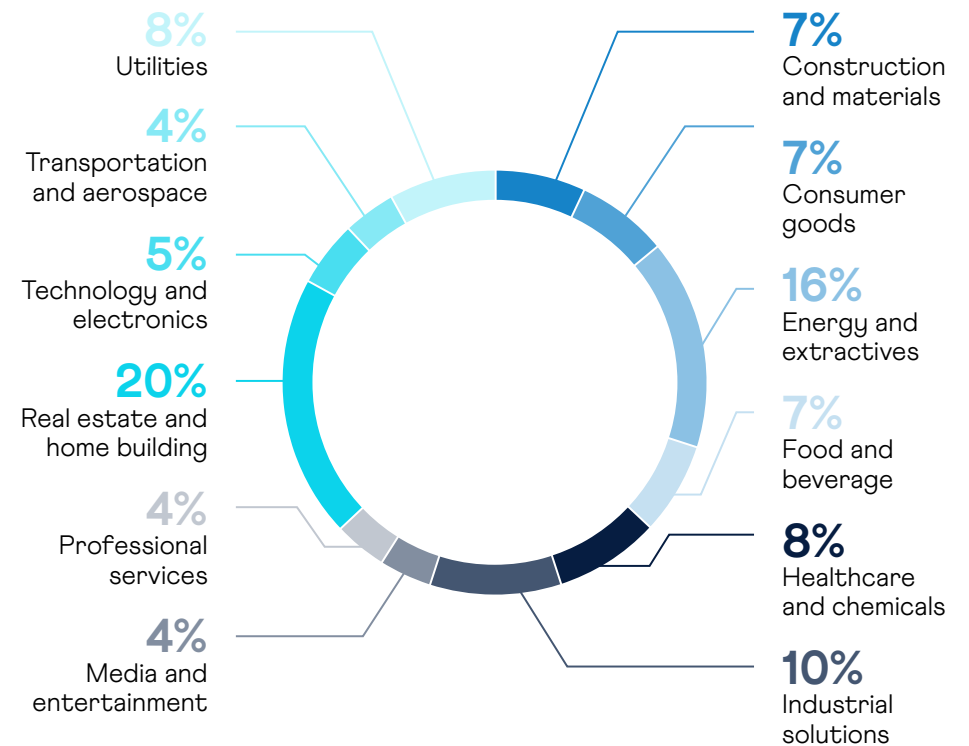 8%
Utilities
4%
Transportation
and aerospace
5%
Technology and
electronics
20%
Real estate and
home building
4%
Professional
services
4%
Media and
entertainment
7%
Construction
and materials
7%
Consumer
goods
16%
Energy and
extractives
7%
Food and
beverage
8%
Healthcare
and chemicals
10%
Industrial
solutions